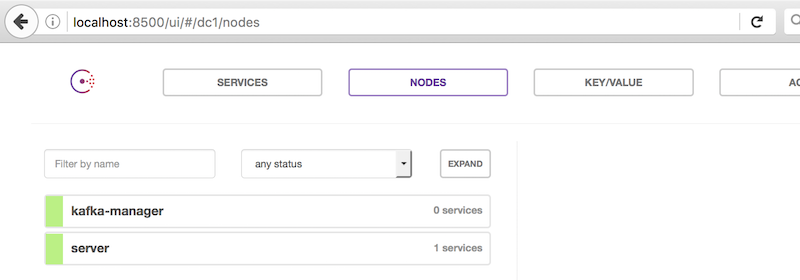 localhost:8500/ui/#/dc1/nodes
SERVICES NODES KEY/VALUE AC
Filter by name any status EXPAND
kafka-manager 0 services
server 1 services